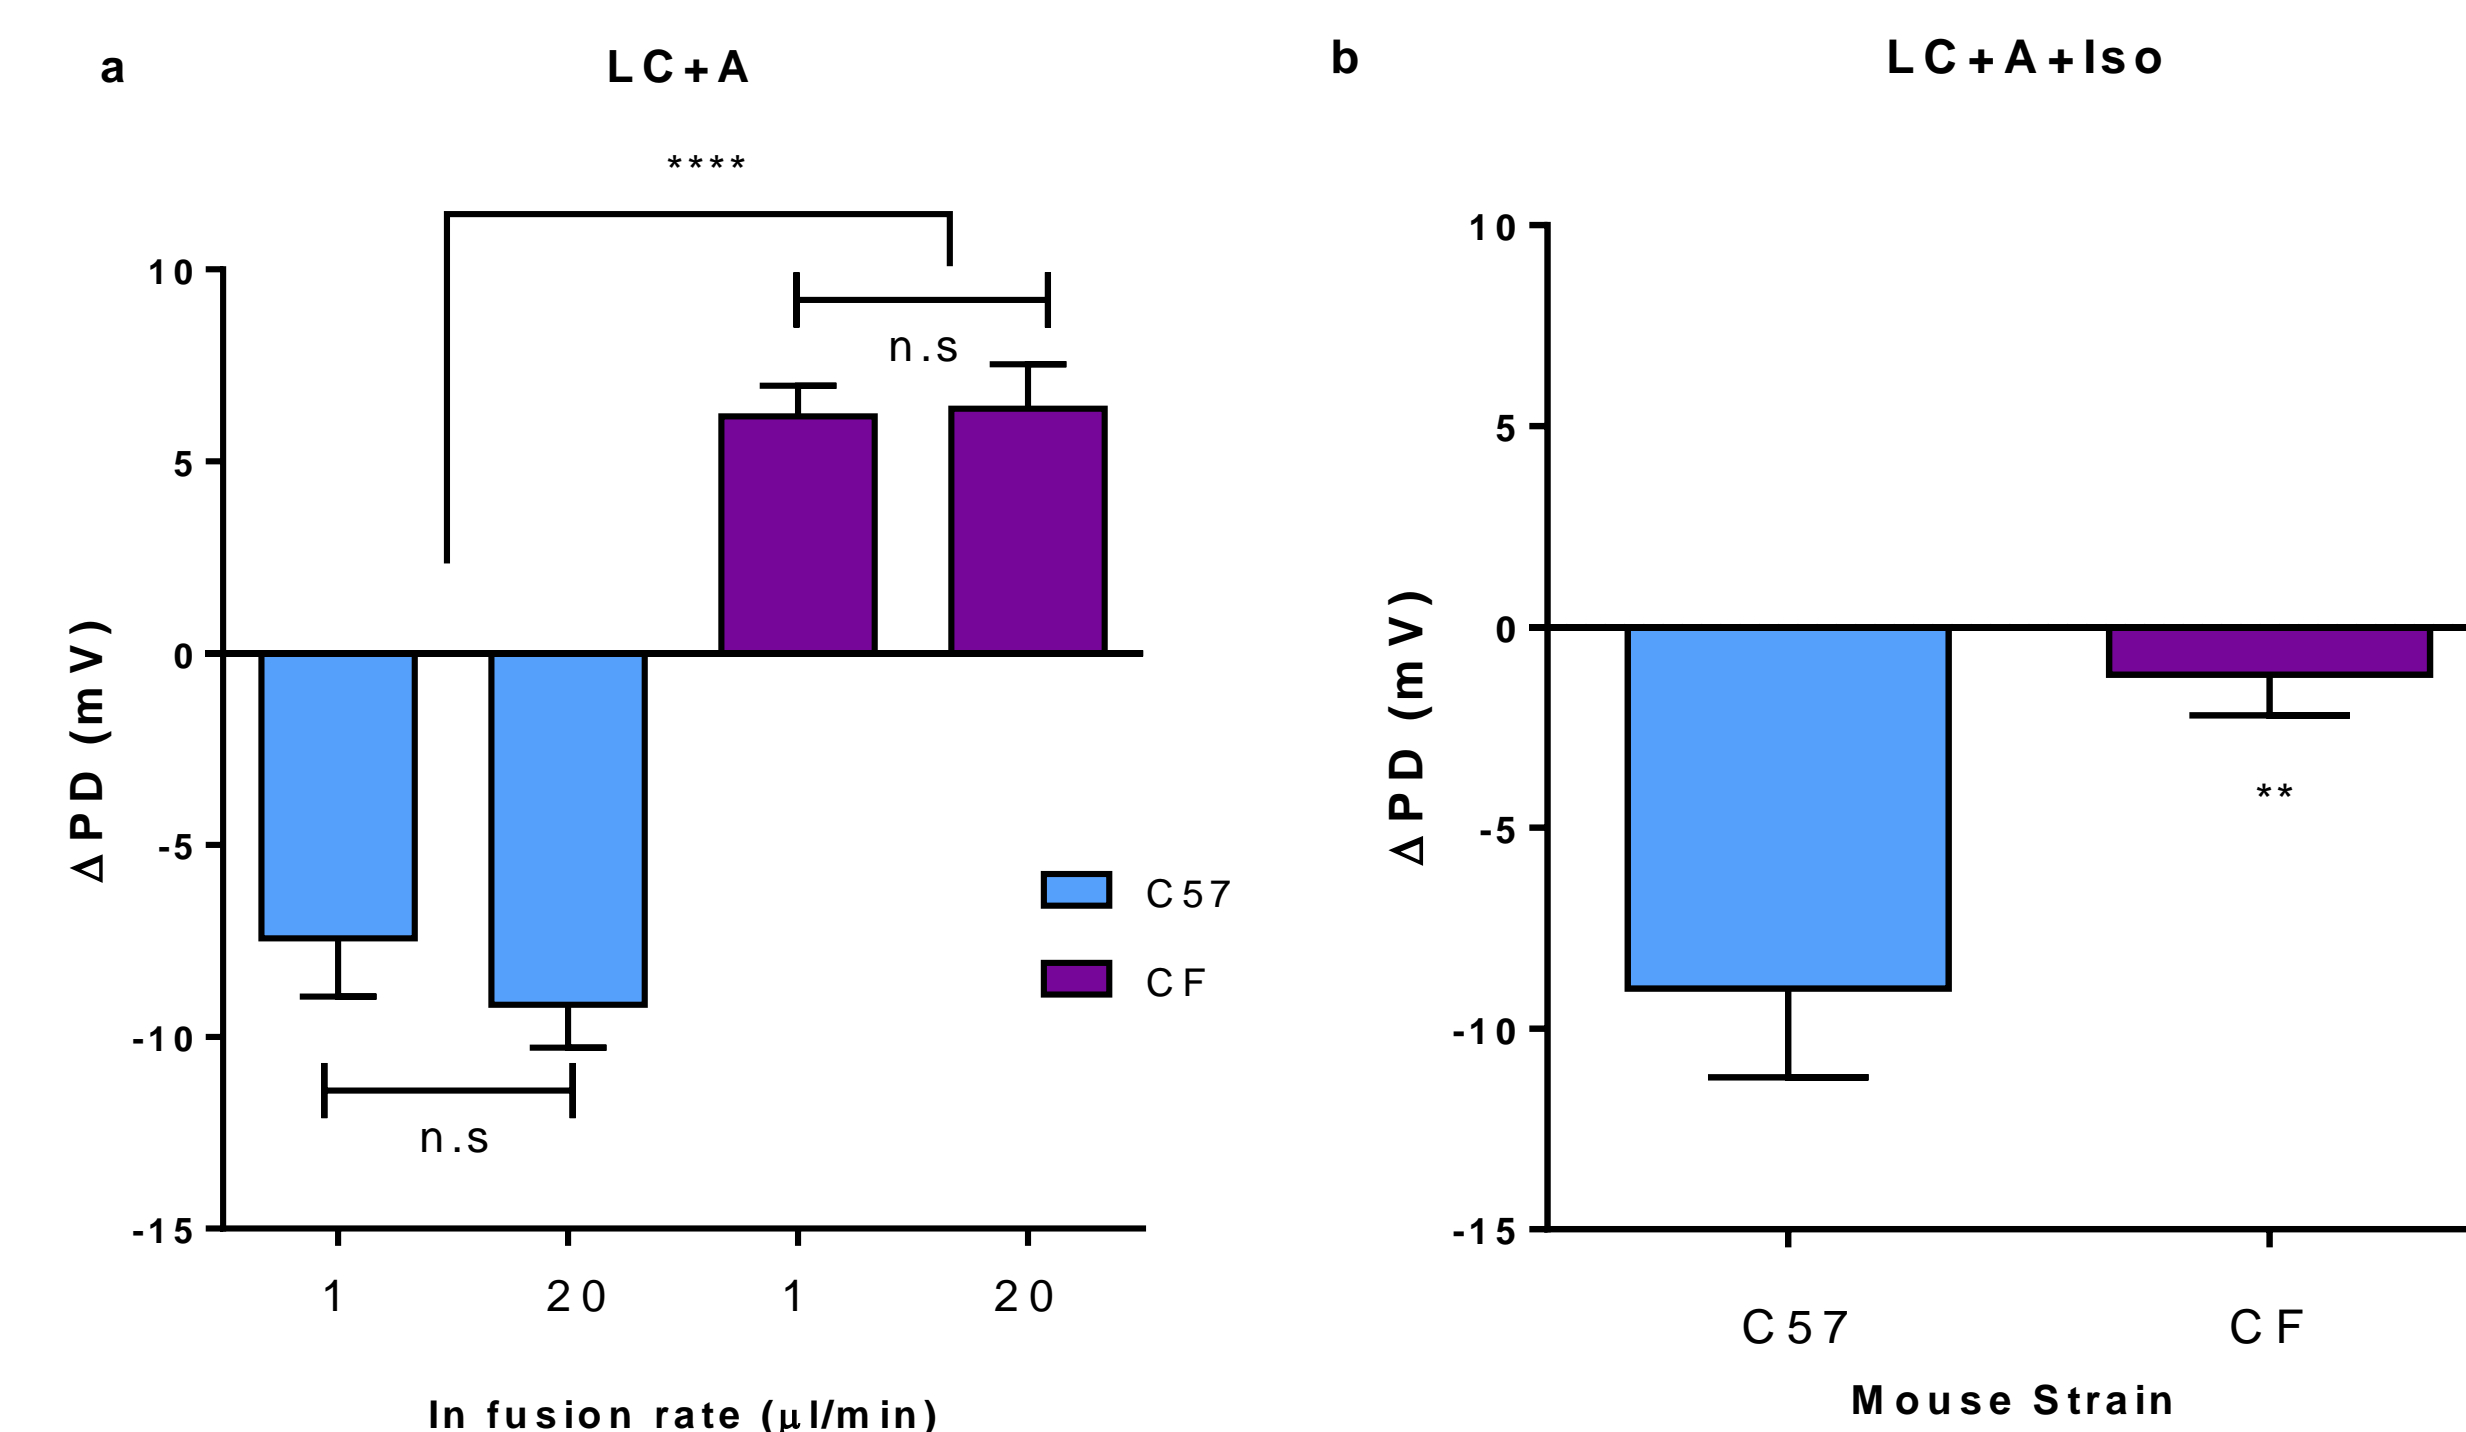 a
LC+A
****
10
5
0
-5
-10
-15
n.s
n.s
ΔPD (mV)
C57
CF
1
20
1
20
In fusion rate (μl/min)
b
LC+A+Iso
10
5
0
-5
-10
-15
ΔPD (mV)
**
C57
CF
Mouse Strain